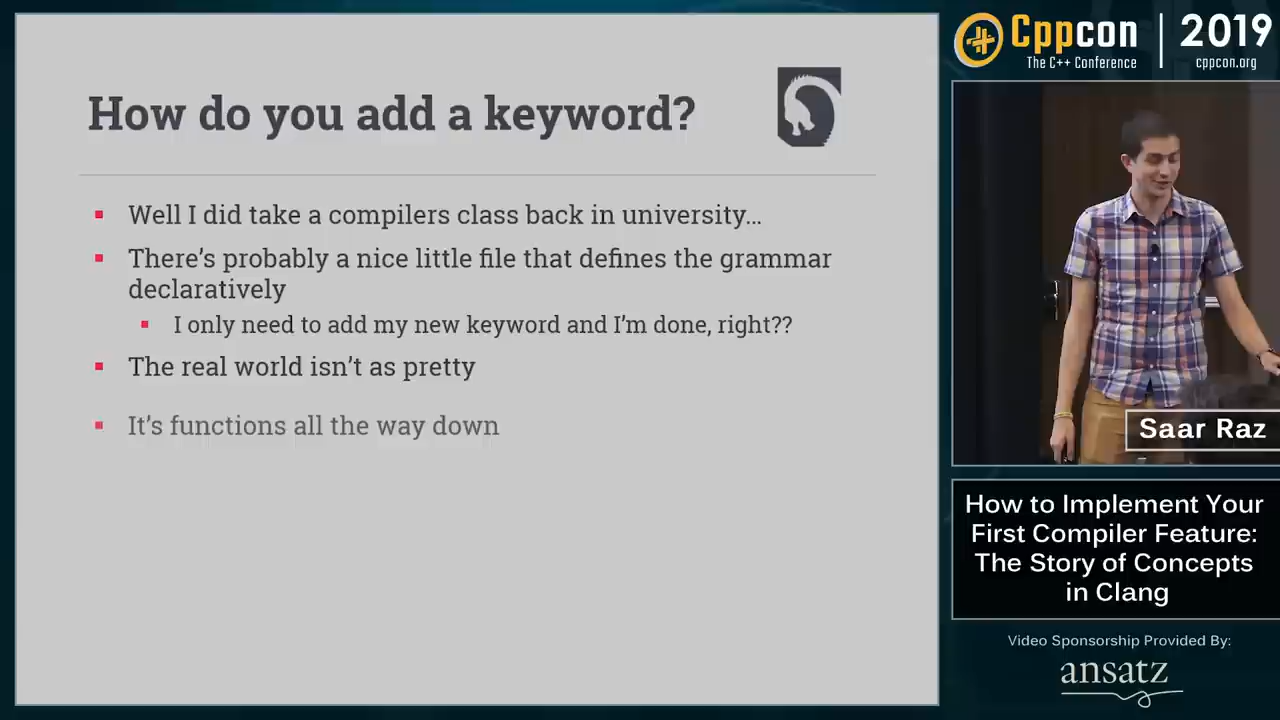 How do you add a keyword?
Well I did take a compilers class back in university…
There's probably a nice little file that defines the grammar
declaratively
I only need to add my new keyword and I'm done, right??
The real world isn't as pretty
It's functions all the way down
Cppcon | 2019
The C++ Conference
cppcon.org
Saar Raz
How to Implement Your
First Compiler Feature:
The Story of Concepts
in Clang
Video Sponsorship Provided By:
ansatz